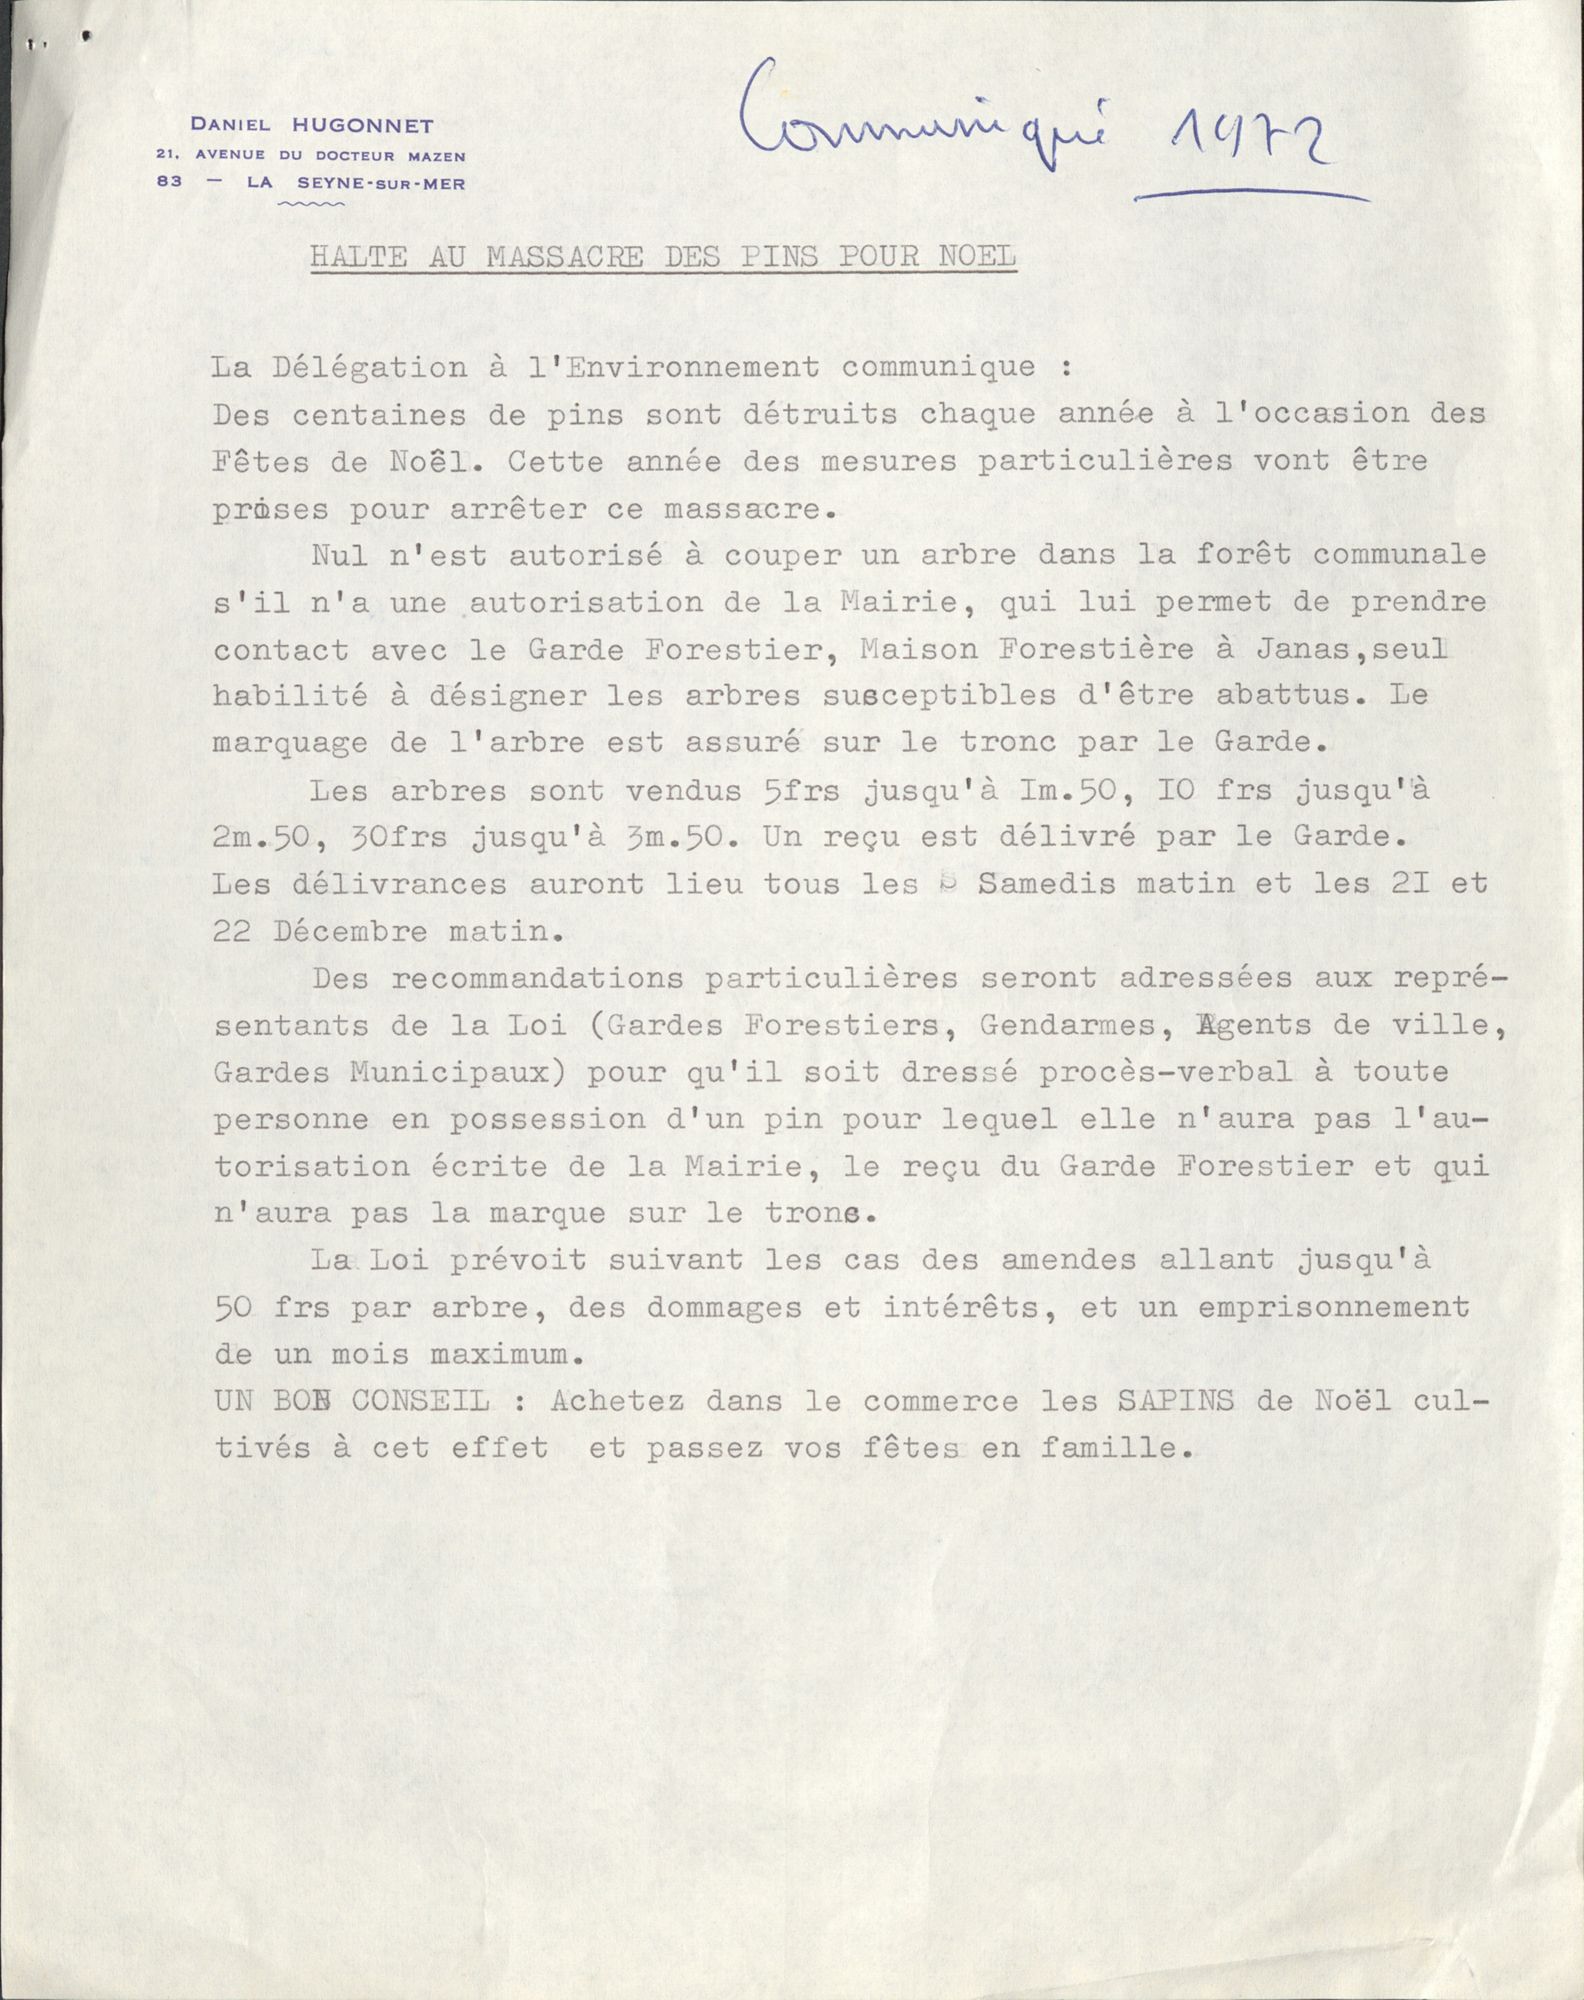 DANIEL HUGONNET
21, AVENUE DU DOCTEUR MAZEN
83 — LA SEYNE-SUR-MER
Communiqué 1972
HALTE AU MASSACRE DES PINS POUR NOEL
La Délégation à l'Environnement communique :
Des centaines de pins sont détruits chaque année à l'occasion des
Fêtes de Noêl. Cette année des mesures particulières vont être
prises pour arrêter ce massacre.
Nul n'est autorisé à couper un arbre dans la forêt communale
s'il n'a une autorisation de la Mairie, qui lui permet de prendre
contact avec le Garde Forestier, Maison Forestière à Janas,seul
habilité à désigner les arbres susceptibles d'être abattus. Le
marquage de l'arbre est assuré sur le tronc par le Garde.
Les arbres sont vendus 5frs jusqu'à Im.50, IO frs jusqu'à
2m.50, 30frs jusqu'à 3m.50. Un reçu est délivré par le Garde.
Les délivrances auront lieu tous les Samedis matin et les 2I et
22 Décembre matin.
Des recommandations particulières seront adressées aux repré-
sentants de la Loi (Gardes Forestiers, Gendarmes, Agents de ville,
Gardes Municipaux) pour qu'il soit dressé procès-verbal à toute
personne en possession d'un pin pour lequel elle n'aura pas l'au-
torisation écrite de la Mairie, le reçu du Garde Forestier et qui
n'aura pas la marque sur le tronc.
La Loi prévoit suivant les cas des amendes allant jusqu'à
50 frs par arbre, des dommages et intérêts, et un emprisonnement
de un mois maximum.
UN BON CONSEIL : Achetez dans le commerce les SAPINS de Noël cul-
tivés à cet effet et passez vos fêtes en famille.